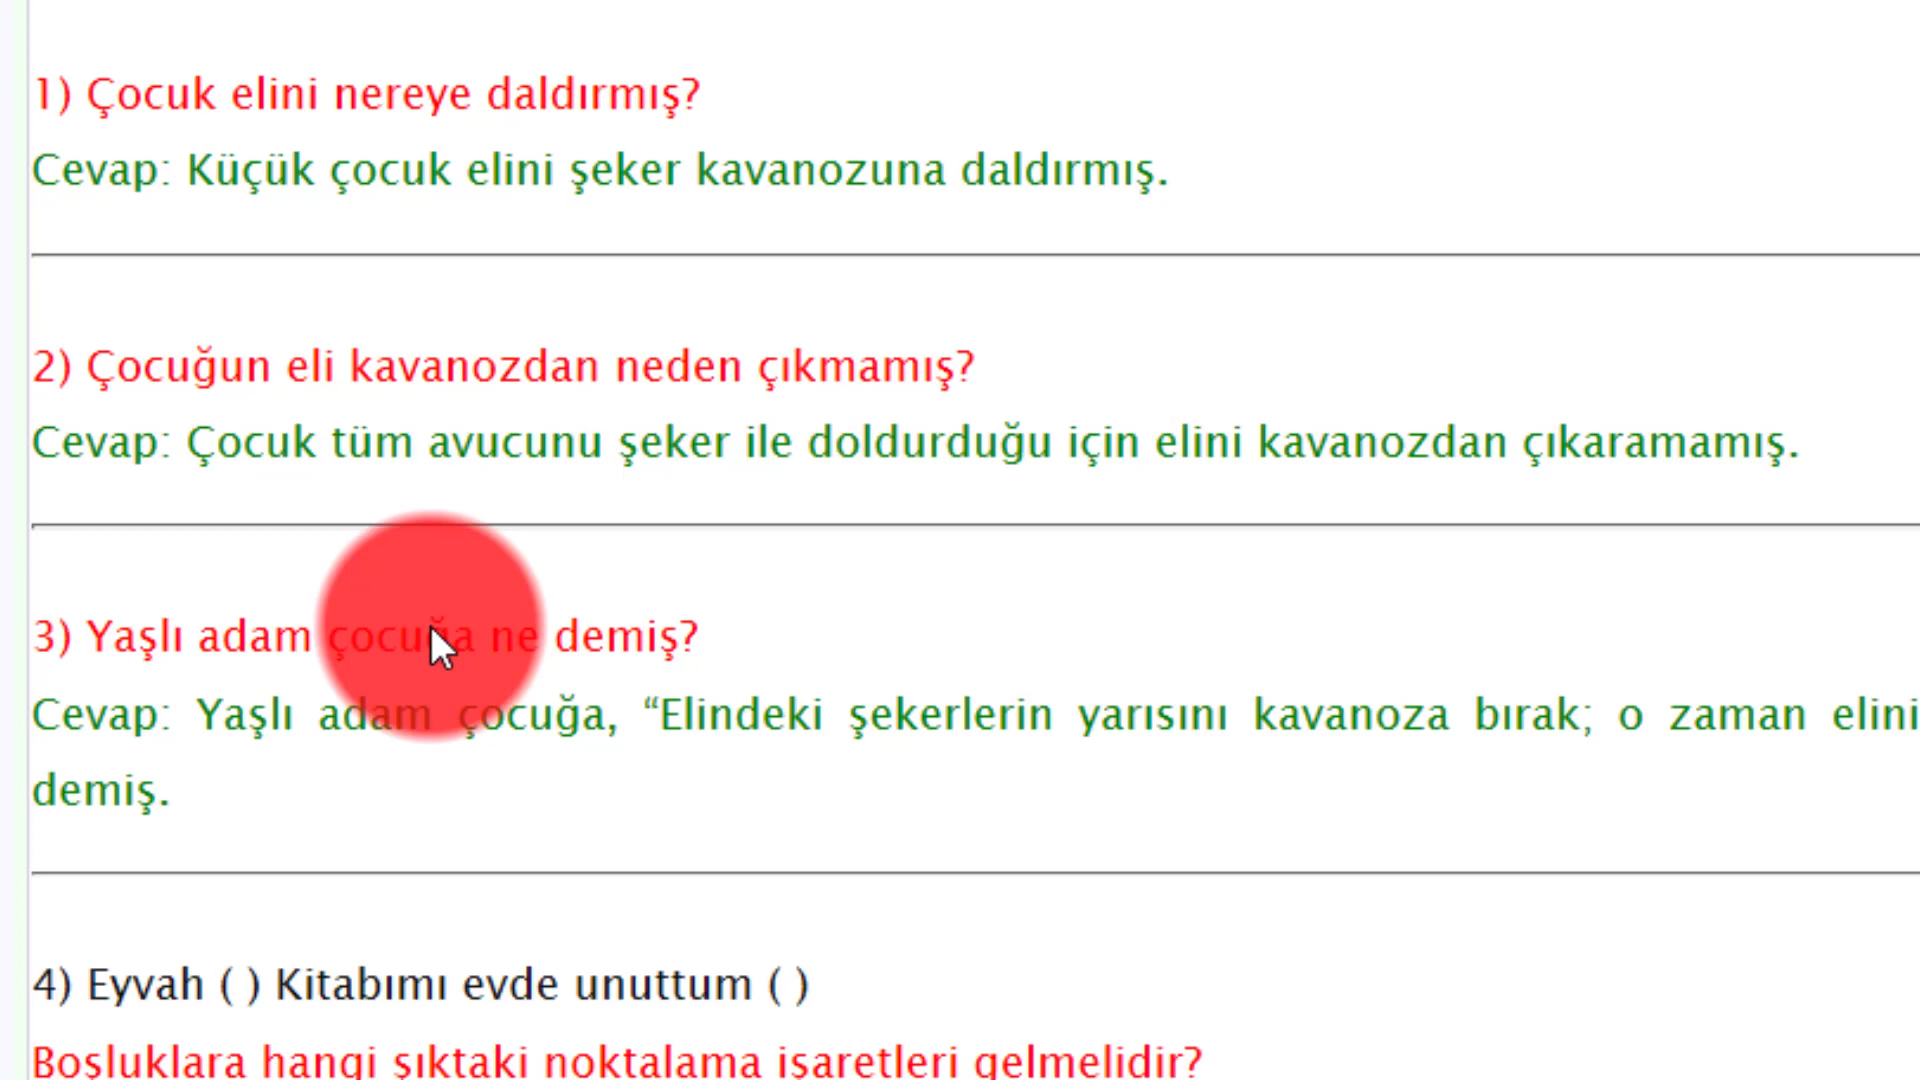 1) Çocuk elini nereye daldırmış?
Cevap: Küçük çocuk elini şeker kavanozuna daldırmış.
2) Çocuğun eli kavanozdan neden çıkmamış?
Cevap: Çocuk tüm avucunu şeker ile doldurduğu için elini kavanozdan çıkaramamış.
3) Yaşlı adam çocuğa ne demiş?
Cevap: Yaşlı adam çocuğa, “Elindeki şekerlerin yarısını kavanoza bırak; o zaman elini
demiş.
4) Eyvah ( ) Kitabımı evde unuttum ( )
Boşluklara hangi şıktaki noktalama işaretleri gelmelidir?